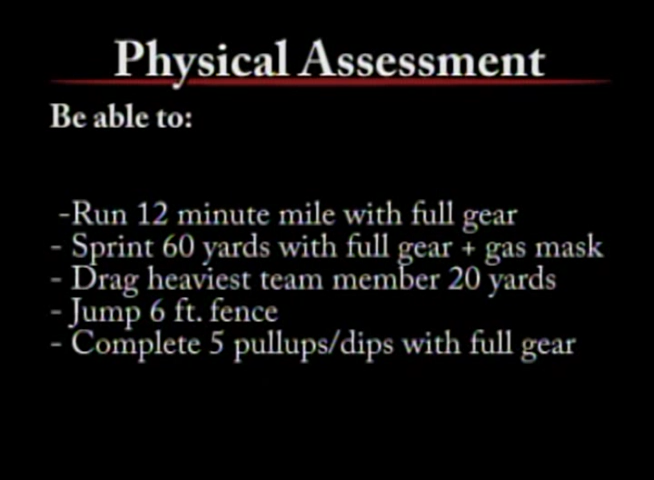 Physical Assessment
Be able to:
-Run 12 minute mile with full gear
- Sprint 60 yards with full gear + gas mask
- Drag heaviest team member 20 yards
- Jump 6 ft. fence
- Complete 5 pullups/dips with full gear